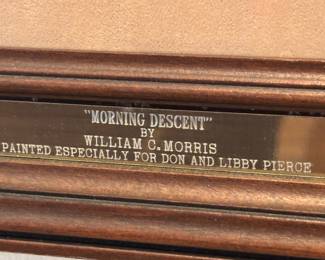 "MORNING DESCENT"
BY
WILLIAM C. MORRIS
PAINTED ESPECIALLY FOR DON AND LIBBY PIERCE